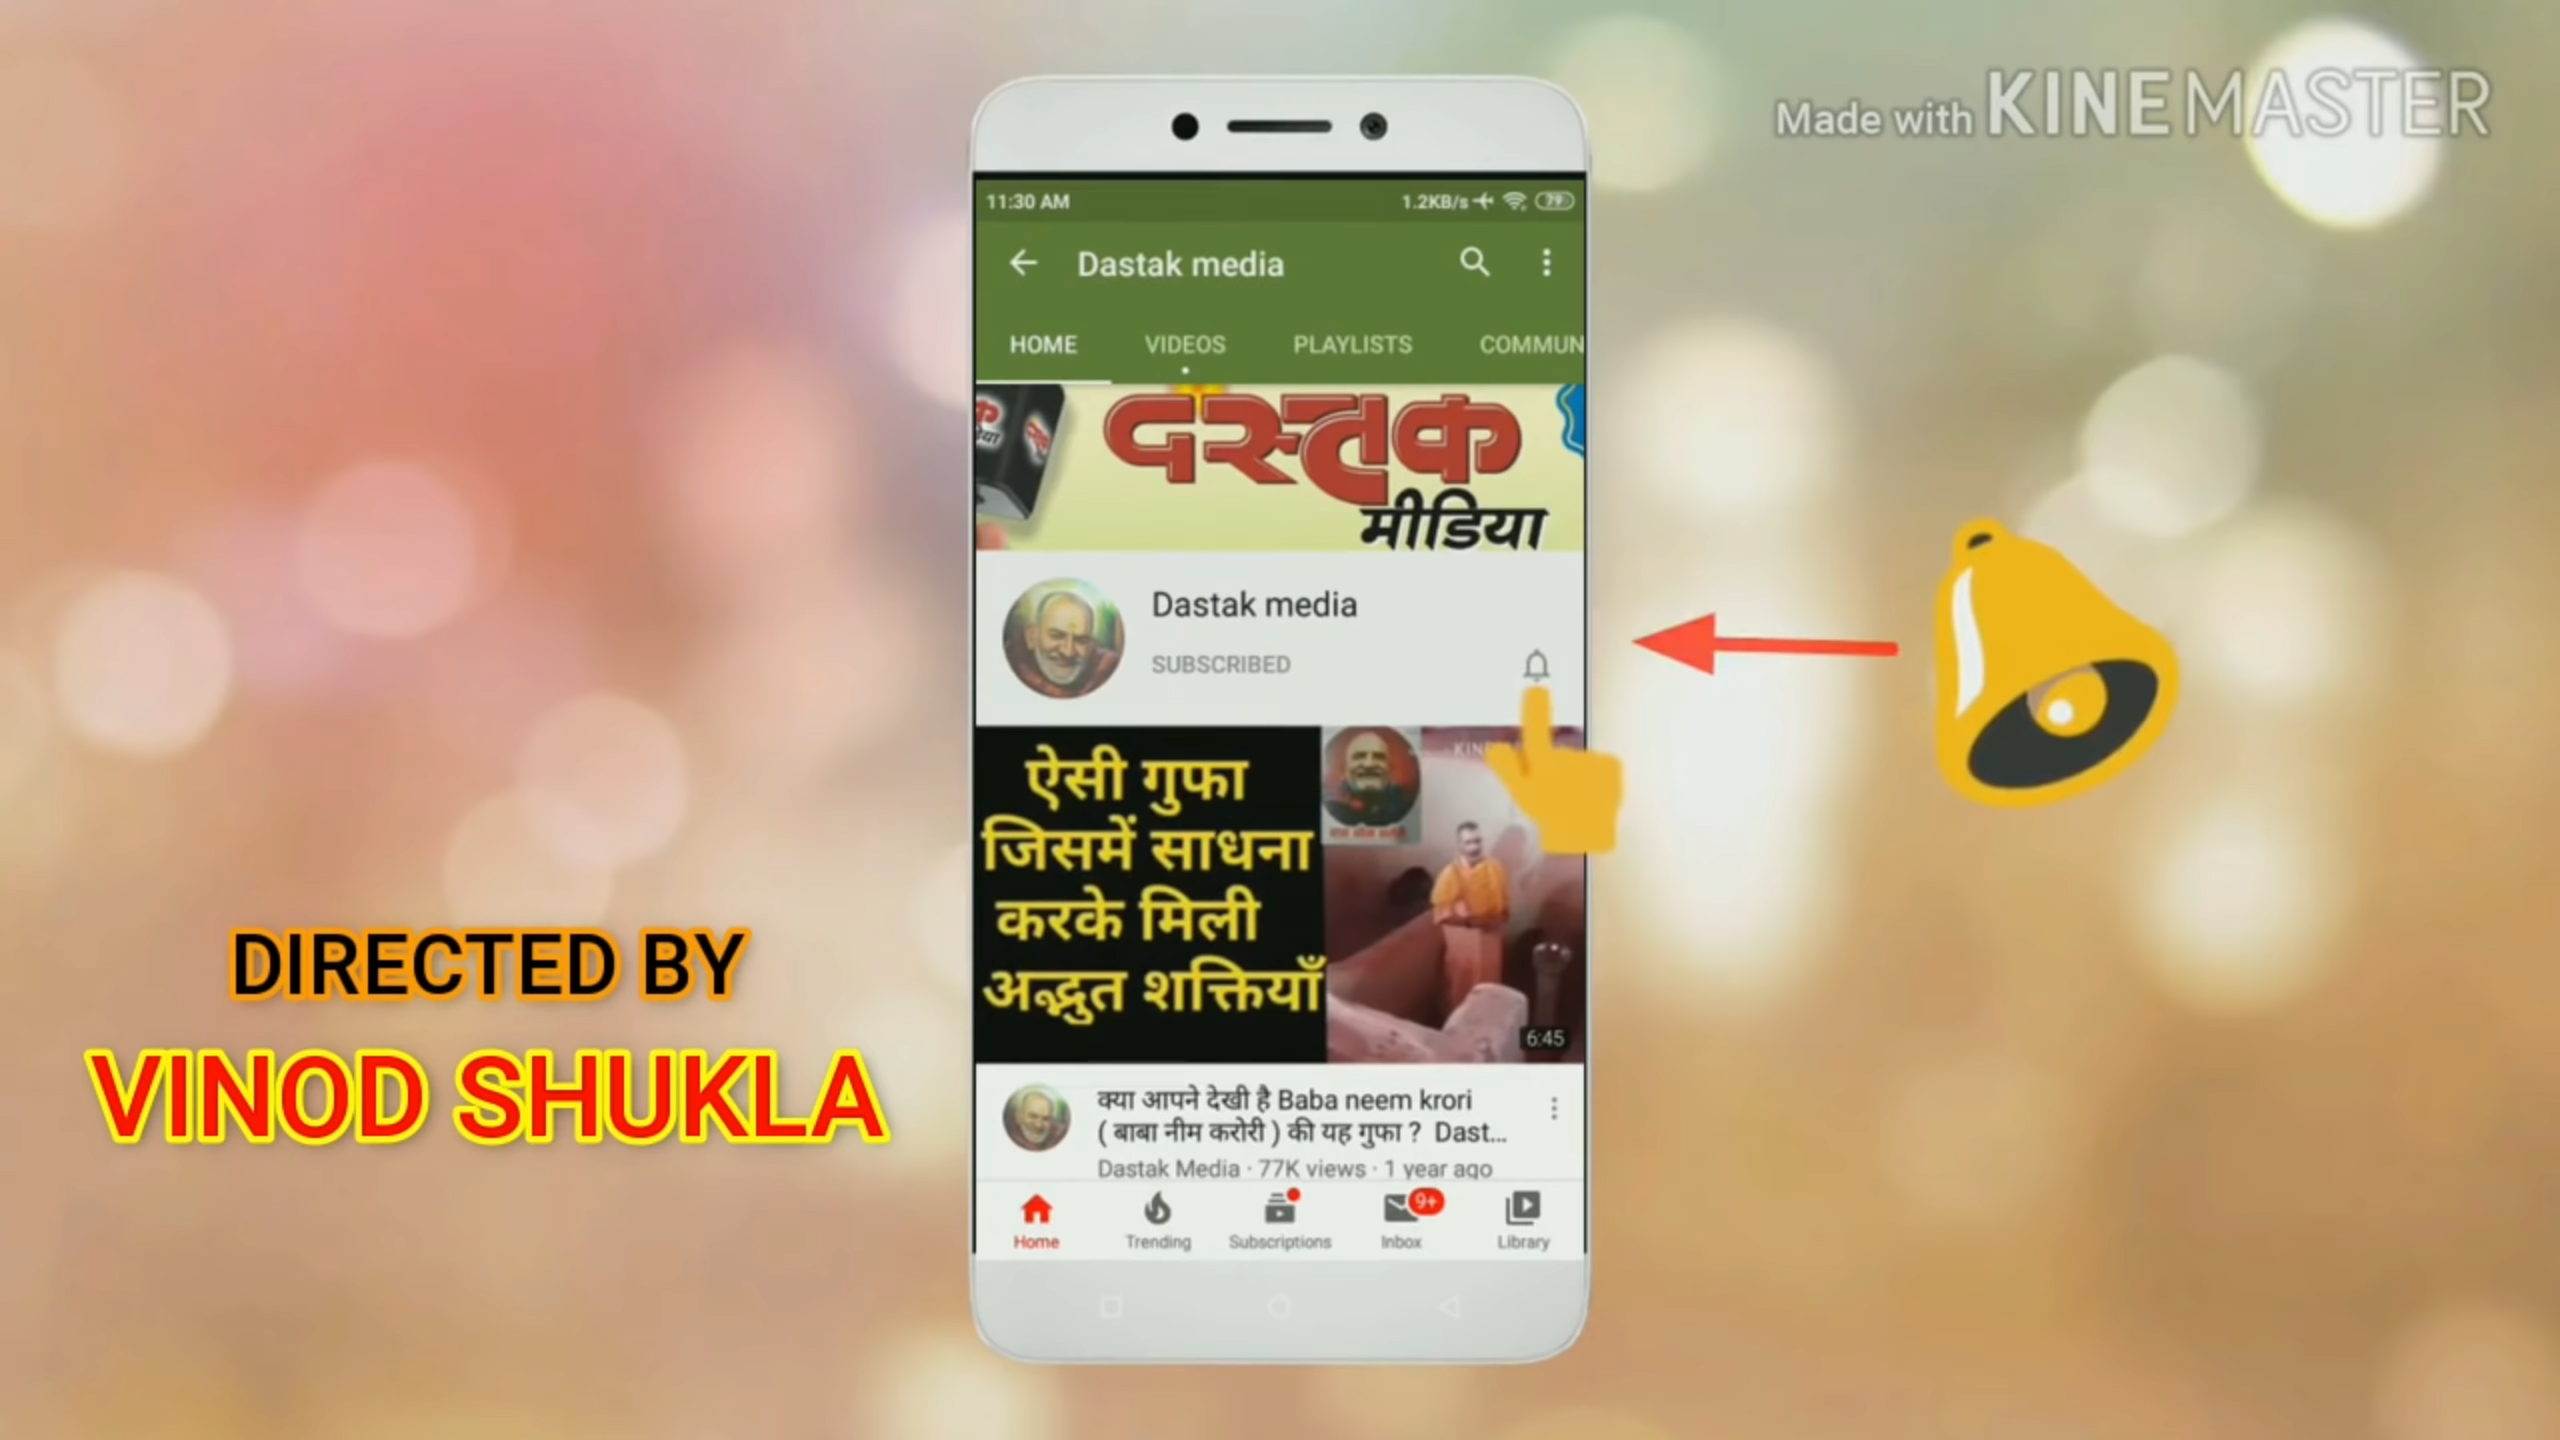 Made with KINEMASTER
11:30 AM
1.2KB/s
79
Dastak media
HOME
VIDEOS
PLAYLISTS
COMMUN
दस्तक
मीडिया
Dastak media
SUBSCRIBED
ऐसी गुफा
जिसमें साधना
करके मिली
अद्भुत शक्तियाँ
6:45
क्या आपने देखी है Baba neem krori
( बाबा नीम करोरी ) की यह गुफा ? Dast...
Dastak Media · 77K views · 1 year ago
Home
Trending
Subscriptions
9+
Inbox
Library
DIRECTED BY
VINOD SHUKLA